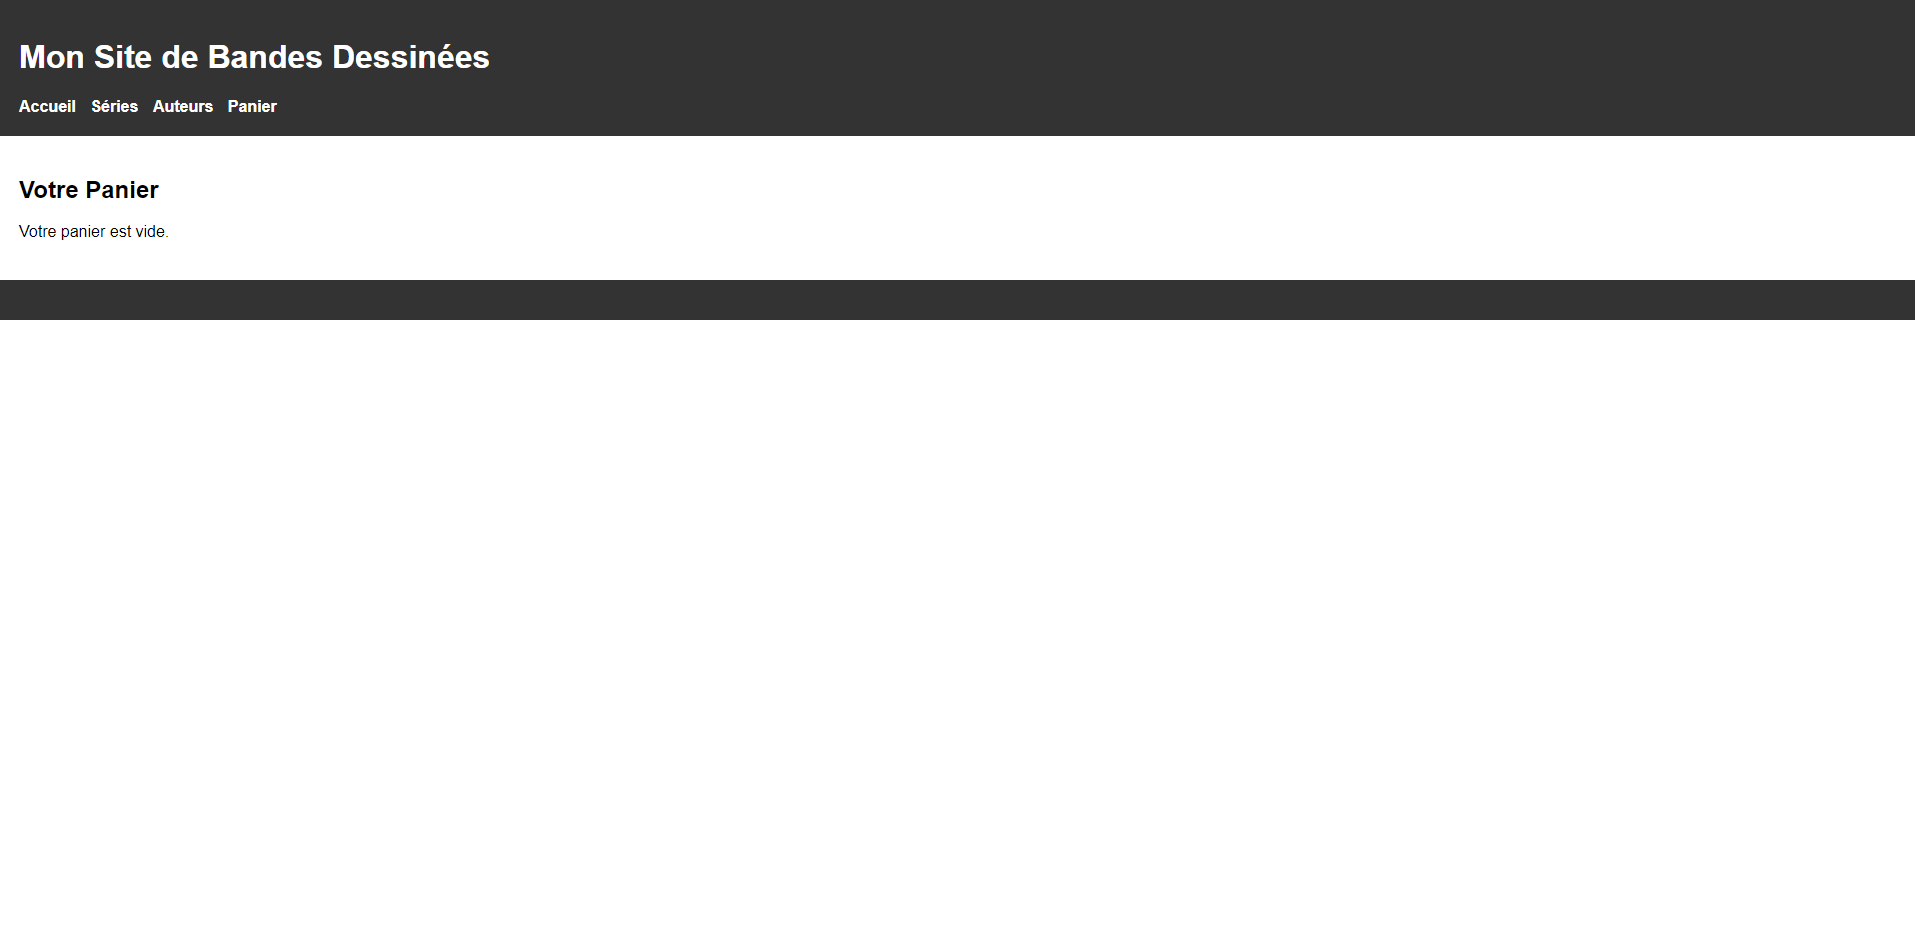 Mon Site de Bandes Dessinées
Accueil Séries Auteurs Panier
Votre Panier
Votre panier est vide.